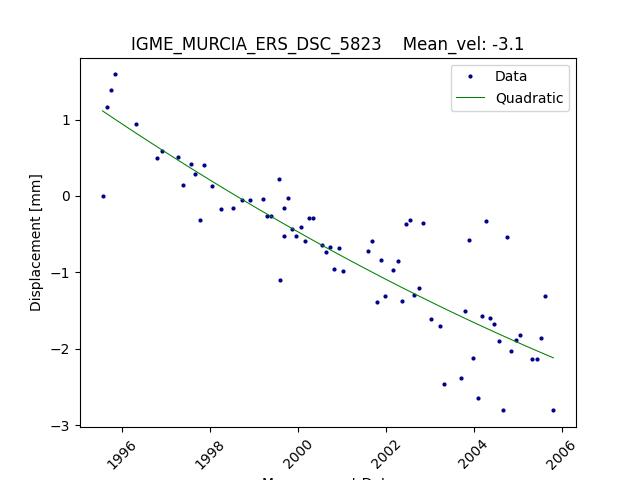 IGME_MURCIA_ERS_DSC_5823    Mean_vel: -3.1
Data
Quadratic
Displacement [mm]
1
0
−1
−2
−3
1996
1998
2000
2002
2004
2006